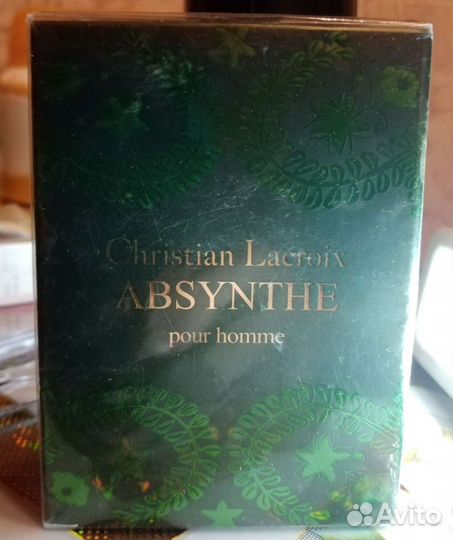 Christian Lacroix
ABSYNTHE
pour homme
Avito